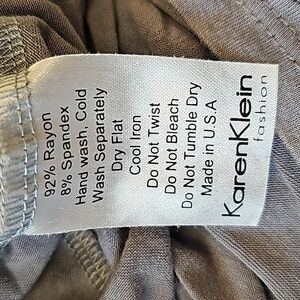 92% Rayon
8% Spandex
Hand wash, Cold
Wash Separately
Dry Flat
Cool Iron
Do Not Twist
Do Not Bleach
Do Not Tumble Dry
Made in U.S.A
KarenKlein
fashion